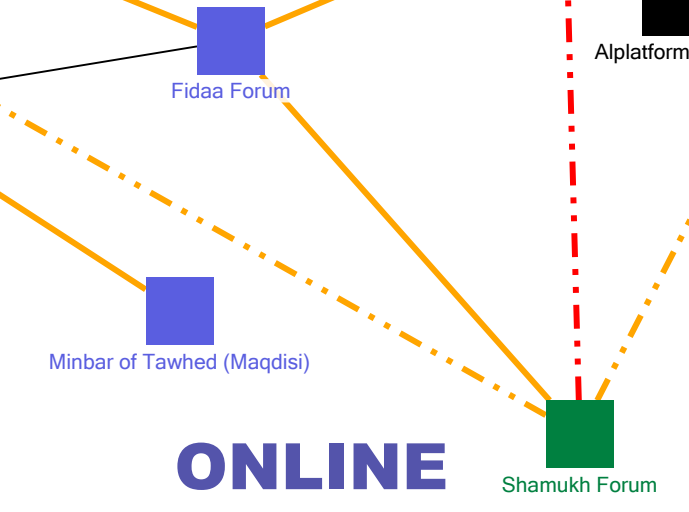 Alplatform
Fidaa Forum
Minbar of Tawhed (Maqdisi)
ONLINE
Shamukh Forum